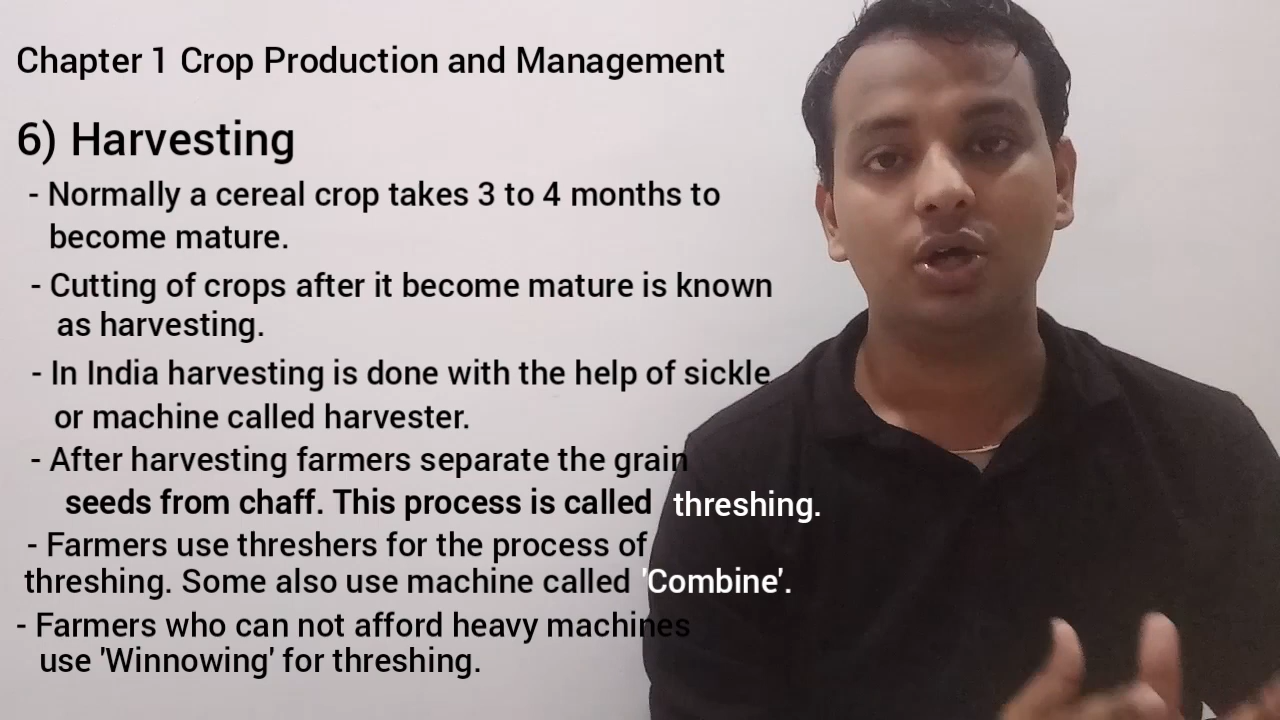 Chapter 1 Crop Production and Management
6) Harvesting
- Normally a cereal crop takes 3 to 4 months to
become mature.
- Cutting of crops after it become mature is known
as harvesting.
- In India harvesting is done with the help of sickle
or machine called harvester.
- After harvesting farmers separate the grain
seeds from chaff. This process is called threshing.
- Farmers use threshers for the process of
threshing. Some also use machine called 'Combine'.
- Farmers who can not afford heavy machines
use 'Winnowing' for threshing.